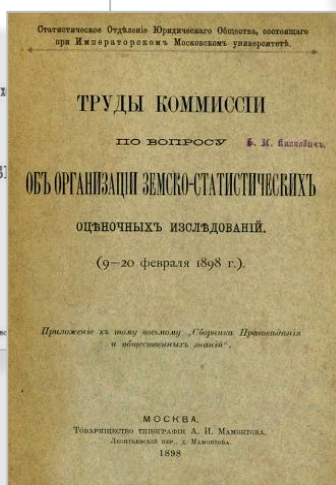 Статистическое Отдѣленіе Юридическаго Общества, состоящаго
при Императорскомъ Московскомъ университетѣ.
ТРУДЫ КОММИССІИ
ПО ВОПРОСУ
ОБЪ ОРГАНИЗАЦІИ ЗЕМСКО-СТАТИСТИЧЕСКИХЪ
ОЦѢНОЧНЫХЪ ИЗСЛѢДОВАНІЙ.
(9—20 февраля 1898 г.).
Приложеніе къ тому восьмому „Сборника Правовѣдѣнія
и общественныхъ знаній“.
МОСКВА.
Товарищество типографіи А. И. Мамонтова.
Леонтьевскій пер., д. Мамонтова.
1898